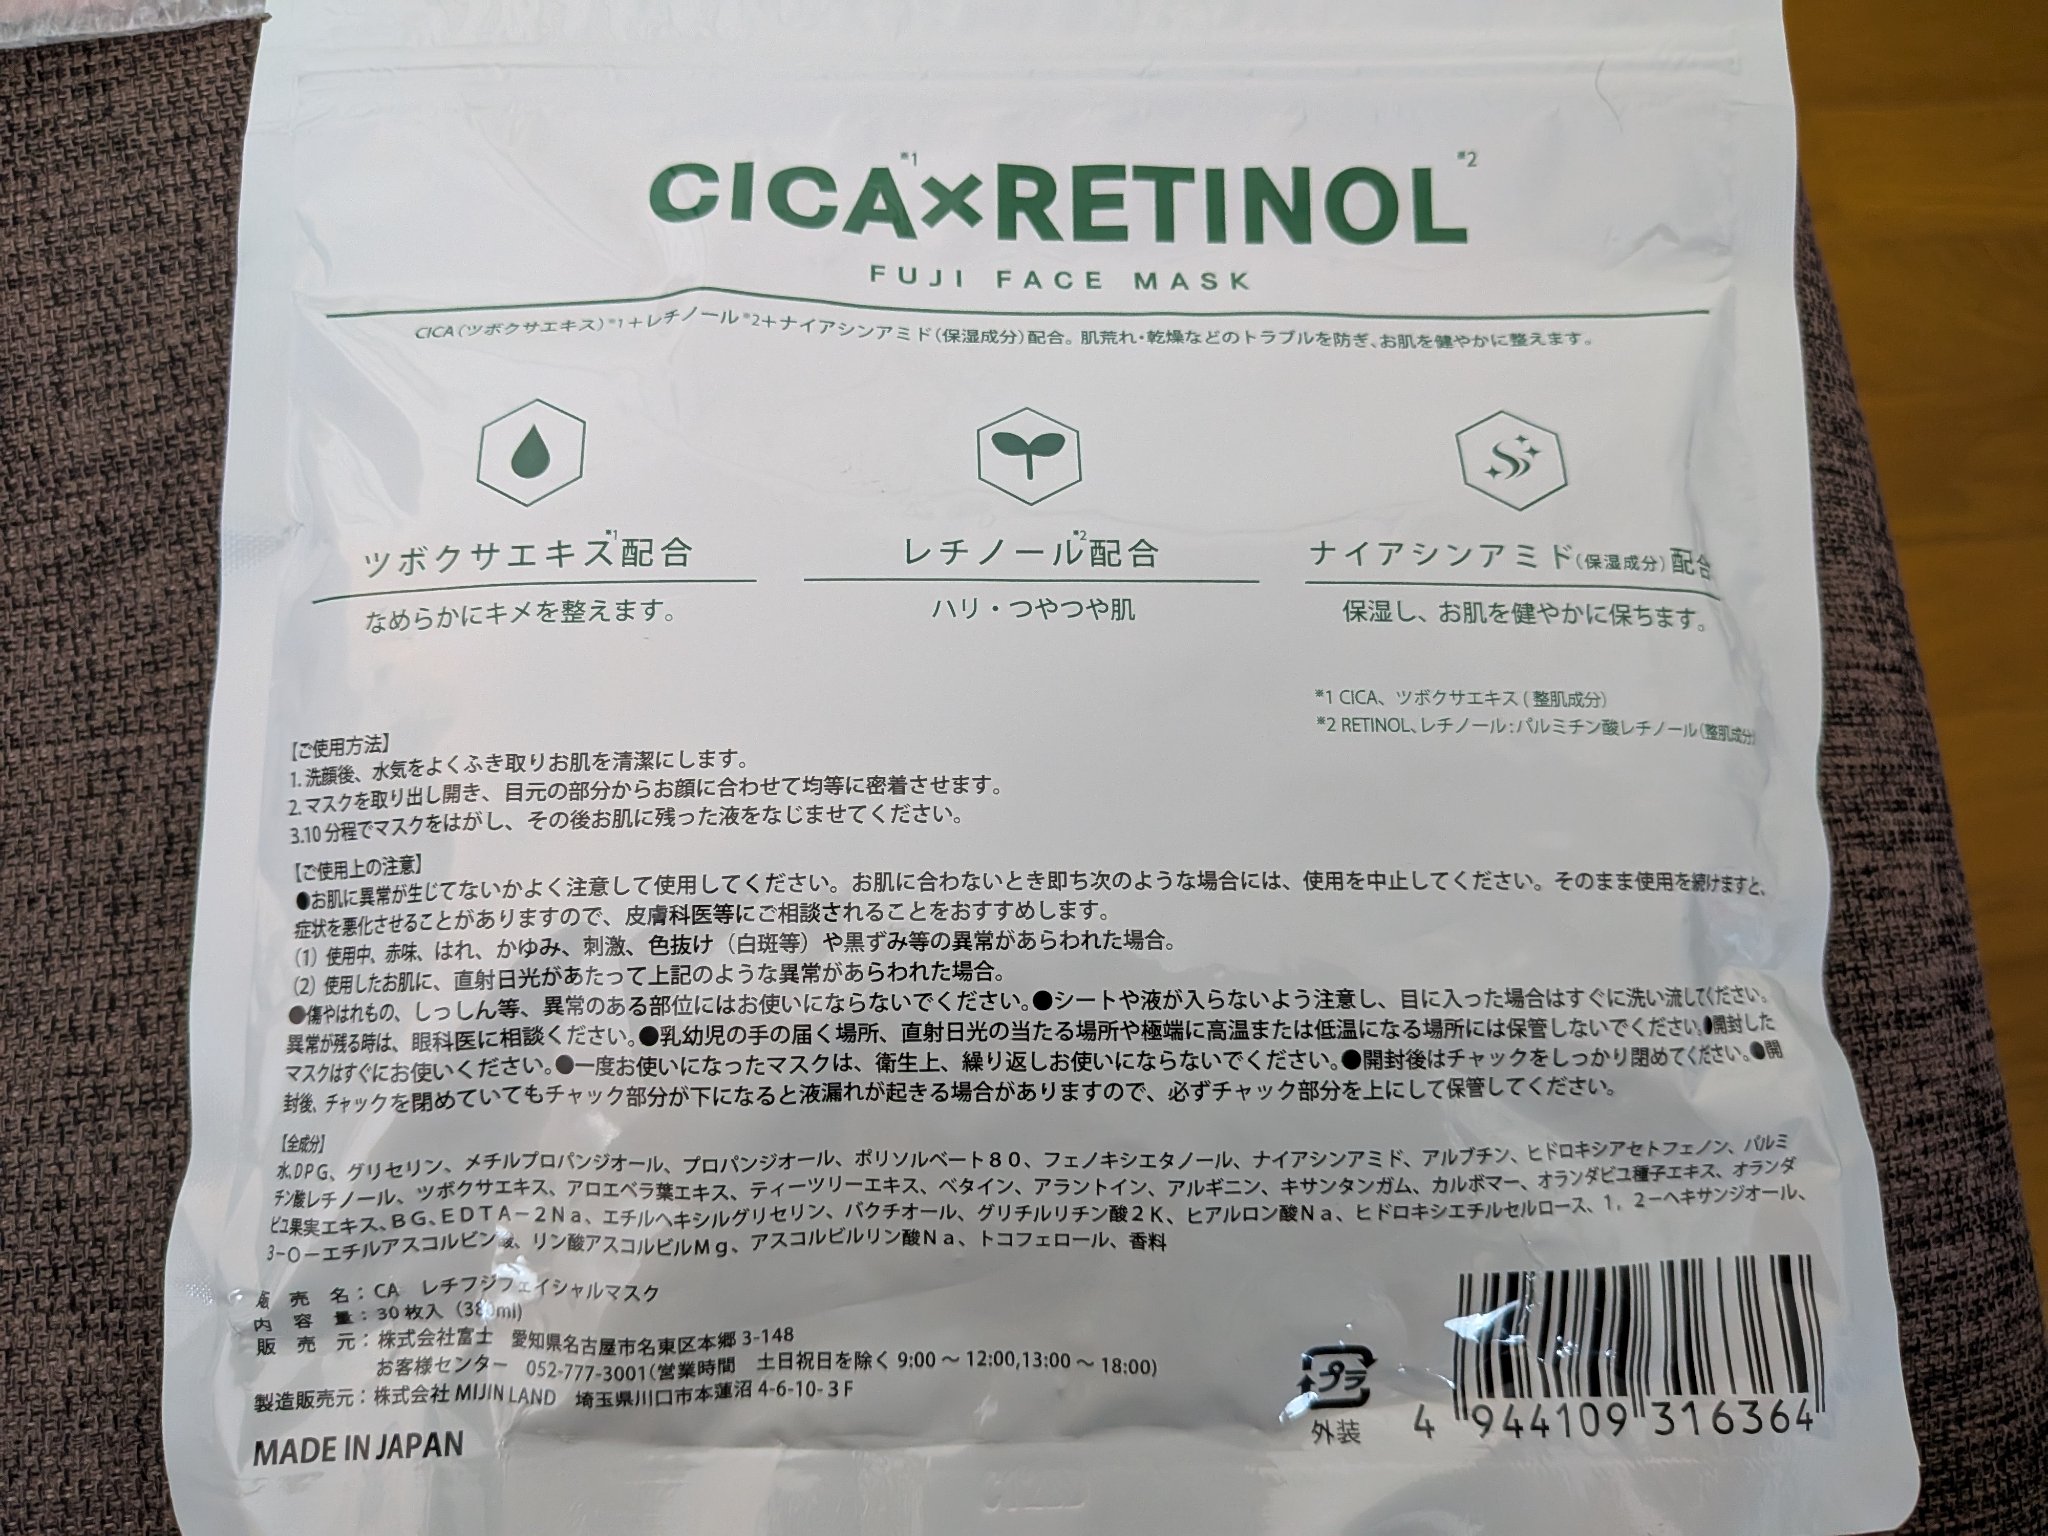 CICA※1×RETINOL※2
FUJI FACE MASK
CICA(ツボクサエキス)※1+レチノール※2+ナイアシンアミド(保湿成分)配合。肌荒れ・乾燥などのトラブルを防ぎ、お肌を健やかに整えます。
ツボクサエキス※1配合
なめらかにキメを整えます。
レチノール※2配合
ハリ・つやつや肌
ナイアシンアミド(保湿成分)配合
保湿し、お肌を健やかに保ちます。
※1 CICA、ツボクサエキス(整肌成分)
※2 RETINOL、レチノール:パルミチン酸レチノール(整肌成分)
【ご使用方法】
1.洗顔後、水気をよくふき取りお肌を清潔にします。
2.マスクを取り出し開き、目元の部分からお顔に合わせて均等に密着させます。
3.10分程でマスクをはがし、その後お肌に残った液をなじませてください。
【ご使用上の注意】
●お肌に異常が生じてないかよく注意して使用してください。お肌に合わないとき即ち次のような場合には、使用を中止してください。そのまま使用を続けますと、
症状を悪化させることがありますので、皮膚科医等にご相談されることをおすすめします。
(1) 使用中、赤味、はれ、かゆみ、刺激、色抜け(白斑等)や黒ずみ等の異常があらわれた場合。
(2) 使用したお肌に、直射日光があたって上記のような異常があらわれた場合。
●傷やはれもの、しっしん等、異常のある部位にはお使いにならないでください。●シートや液が入らないよう注意し、目に入った場合はすぐに洗い流してください。
異常が残る時は、眼科医に相談ください。●乳幼児の手の届く場所、直射日光の当たる場所や極端に高温または低温になる場所には保管しないでください。●開封した
マスクはすぐにお使いください。●一度お使いになったマスクは、衛生上、繰り返しお使いにならないでください。●開封後はチャックをしっかり閉めてください。●開
封後、チャックを閉めていてもチャック部分が下になると液漏れが起きる場合がありますので、必ずチャック部分を上にして保管してください。
【全成分】
水、DPG、グリセリン、メチルプロパンジオール、プロパンジオール、ポリソルベート80、フェノキシエタノール、ナイアシンアミド、アルブチン、ヒドロキシアセトフェノン、パルミ
チン酸レチノール、ツボクサエキス、アロエベラ葉エキス、ティーツリーエキス、ベタイン、アラントイン、アルギニン、キサンタンガム、カルボマー、オランダビユ種子エキス、オランダ
ビユ果実エキス、BG、EDTA-2Na、エチルヘキシルグリセリン、バクチオール、グリチルリチン酸2K、ヒアルロン酸Na、ヒドロキシエチルセルロース、1,2-ヘキサンジオール、
3-O-エチルアスコルビン酸、リン酸アスコルビルMg、アスコルビルリン酸Na、トコフェロール、香料
販売名:CA レチフジフェイシャルマスク
内容量:30枚入(380ml)
販売元:株式会社富士 愛知県名古屋市名東区本郷3-148
お客様センター 052-777-3001(営業時間 土日祝日を除く9:00～12:00,13:00～18:00)
製造販売元:株式会社MIJIN LAND 埼玉県川口市本蓮沼4-6-10-3F
MADE IN JAPAN
プラ
外装
4 944109 316364